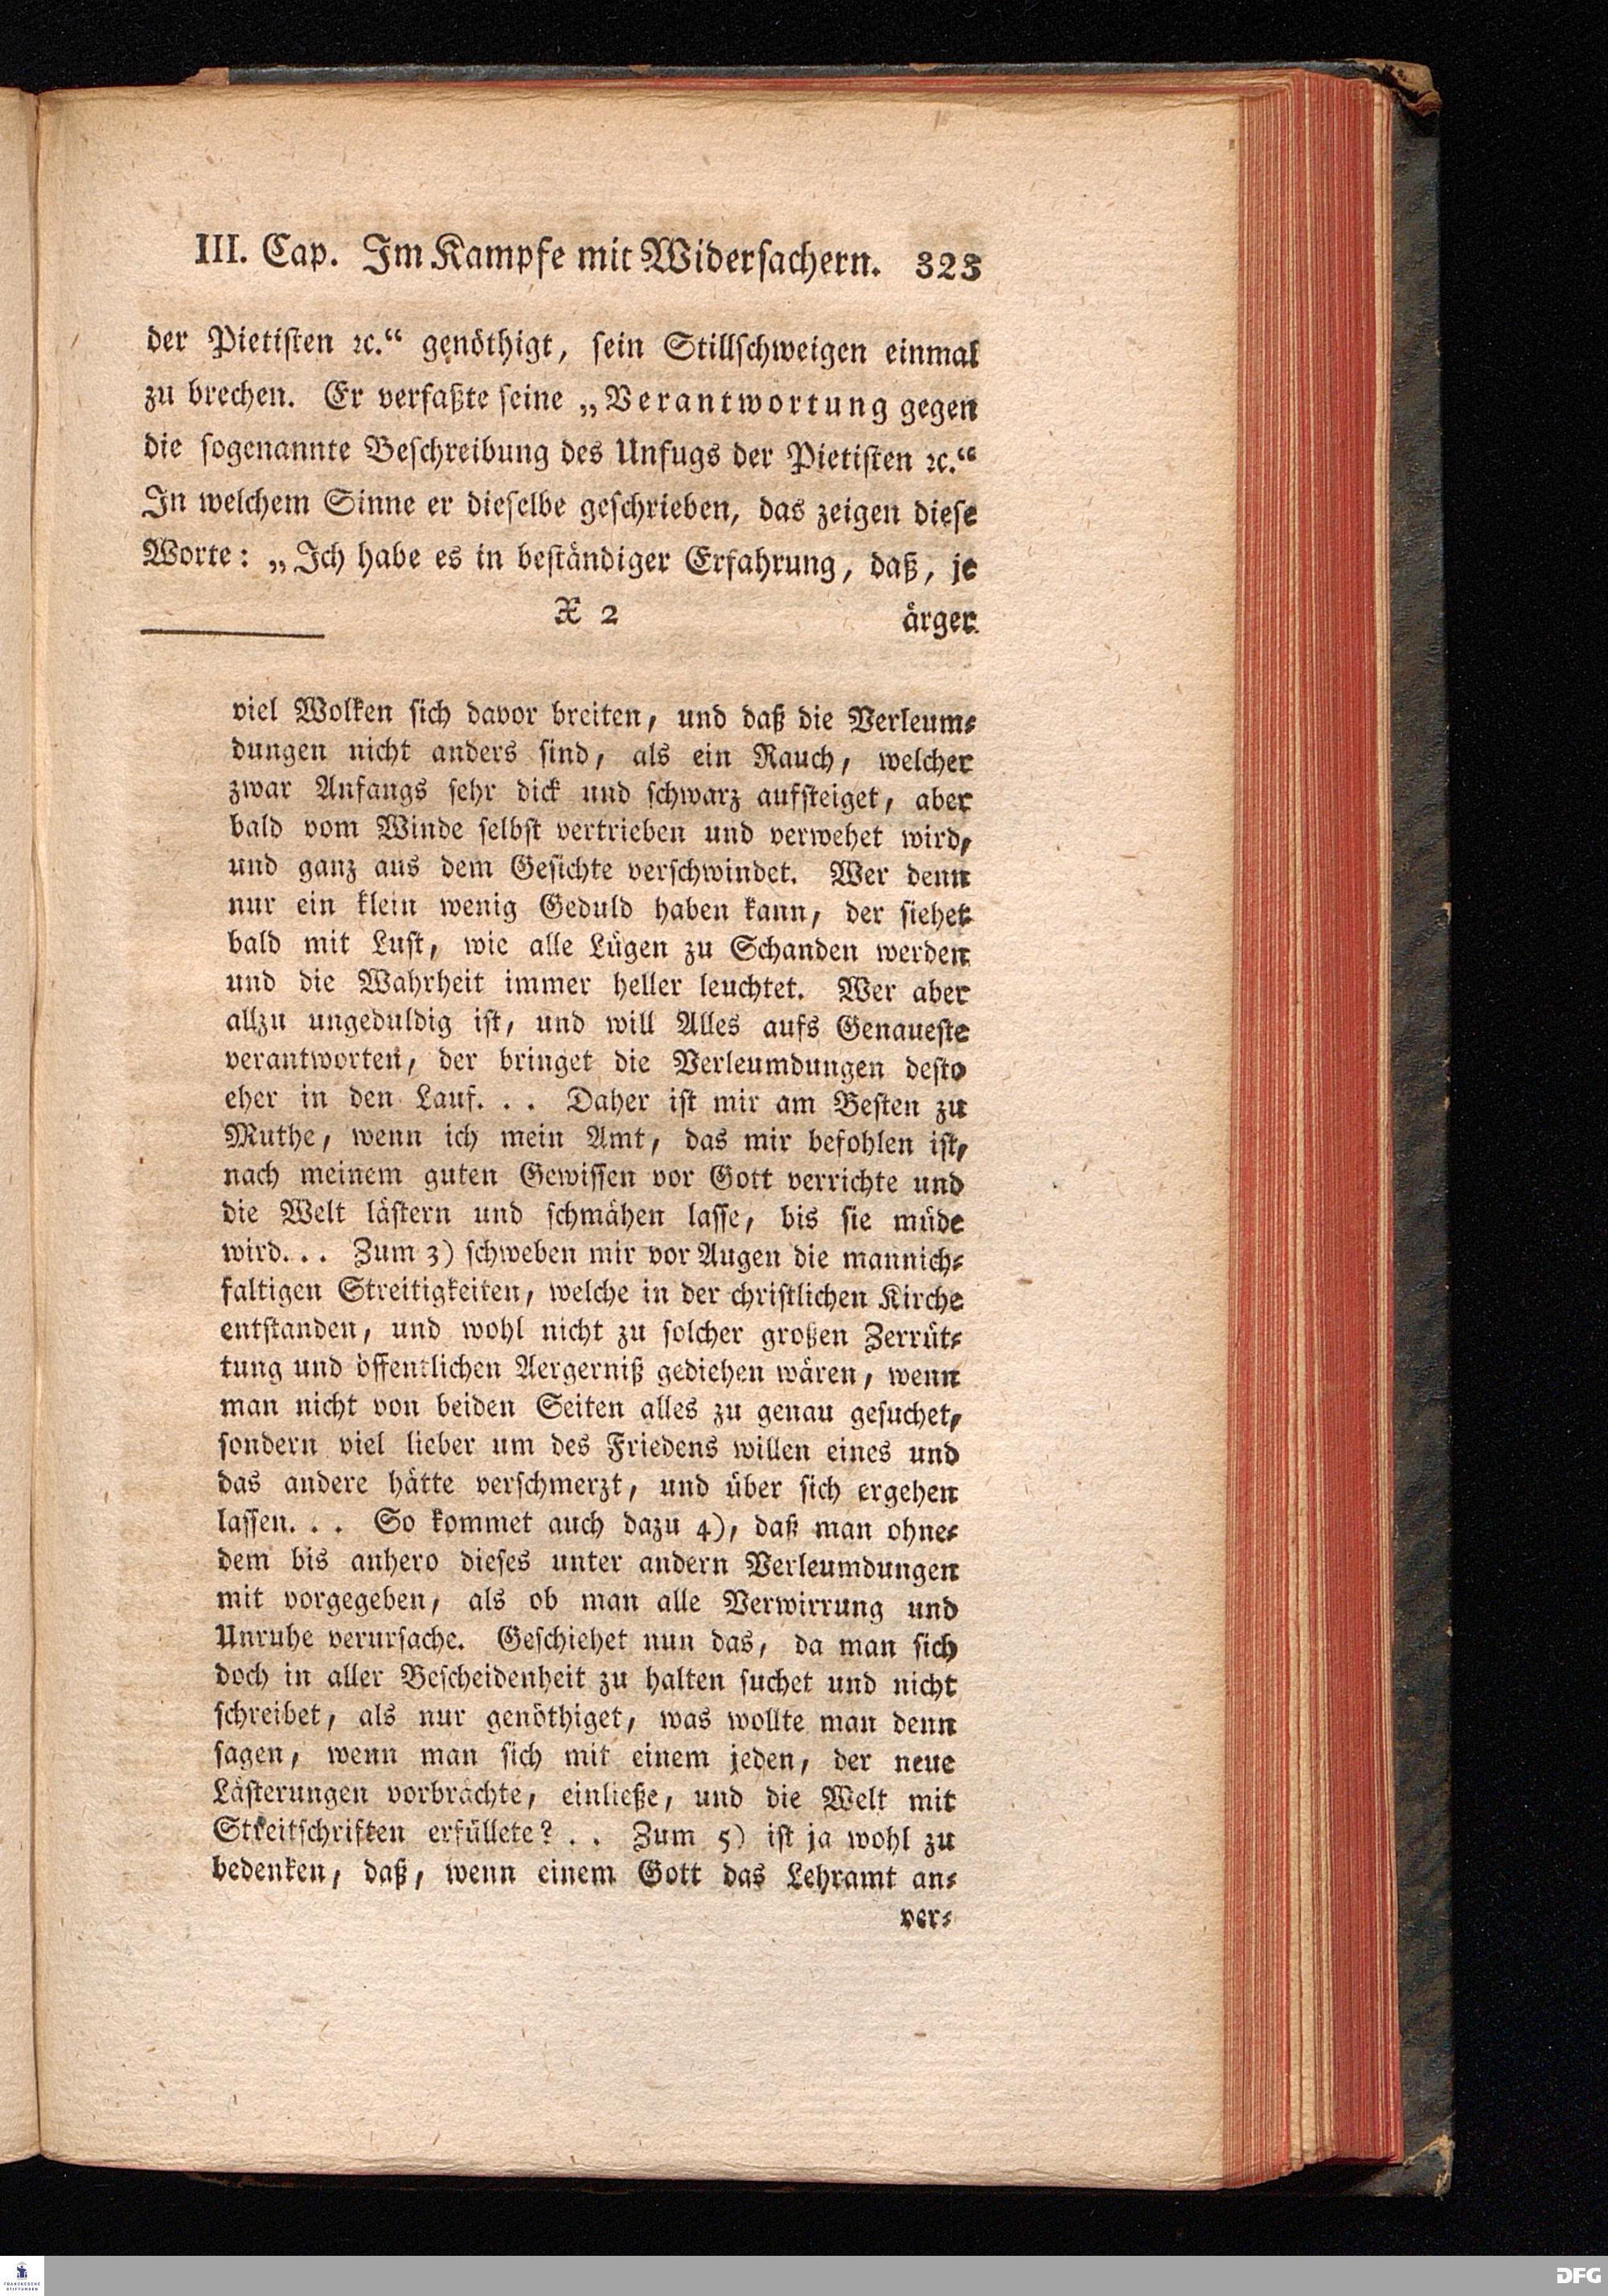 III. Cap. Im Kampfe mit Widersachern. 323
der Pietisten ꝛc.“ genöthigt, sein Stillschweigen einmal
zu brechen. Er verfaßte seine „Verantwortung gegen
die sogenannte Beschreibung des Unfugs der Pietisten ꝛc.“
In welchem Sinne er dieselbe geschrieben, das zeigen diese
Worte: „Ich habe es in beständiger Erfahrung, daß, je
X 2 ärger
viel Wolken sich davor breiten, und daß die Verleum-
dungen nicht anders sind, als ein Rauch, welcher
zwar Anfangs sehr dick und schwarz aufsteiget, aber
bald vom Winde selbst vertrieben und verwehet wird,
und ganz aus dem Gesichte verschwindet. Wer denn
nur ein klein wenig Geduld haben kann, der siehet
bald mit Lust, wie alle Lügen zu Schanden werden
und die Wahrheit immer heller leuchtet. Wer aber
allzu ungeduldig ist, und will Alles aufs Genaueste
verantworten, der bringet die Verleumdungen desto
eher in den Lauf. . . Daher ist mir am Besten zu
Muthe, wenn ich mein Amt, das mir befohlen ist,
nach meinem guten Gewissen vor Gott verrichte und
die Welt lästern und schmähen lasse, bis sie müde
wird. . . Zum 3) schweben mir vor Augen die mannich-
faltigen Streitigkeiten, welche in der christlichen Kirche
entstanden, und wohl nicht zu solcher großen Zerrüt-
tung und öffentlichen Aergerniß gediehen wären, wenn
man nicht von beiden Seiten alles zu genau gesuchet,
sondern viel lieber um des Friedens willen eines und
das andere hätte verschmerzt, und über sich ergehen
lassen. . . So kommet auch dazu 4), daß man ohne-
dem bis anhero dieses unter andern Verleumdungen
mit vorgegeben, als ob man alle Verwirrung und
Unruhe verursache. Geschiehet nun das, da man sich
doch in aller Bescheidenheit zu halten suchet und nicht
schreibet, als nur genöthiget, was wollte man denn
sagen, wenn man sich mit einem jeden, der neue
Lästerungen vorbrächte, einließe, und die Welt mit
Streitschriften erfüllete? . . Zum 5) ist ja wohl zu
bedenken, daß, wenn einem Gott das Lehramt an-
ver-
FRANCKESCHE
STIFTUNGEN
DFG